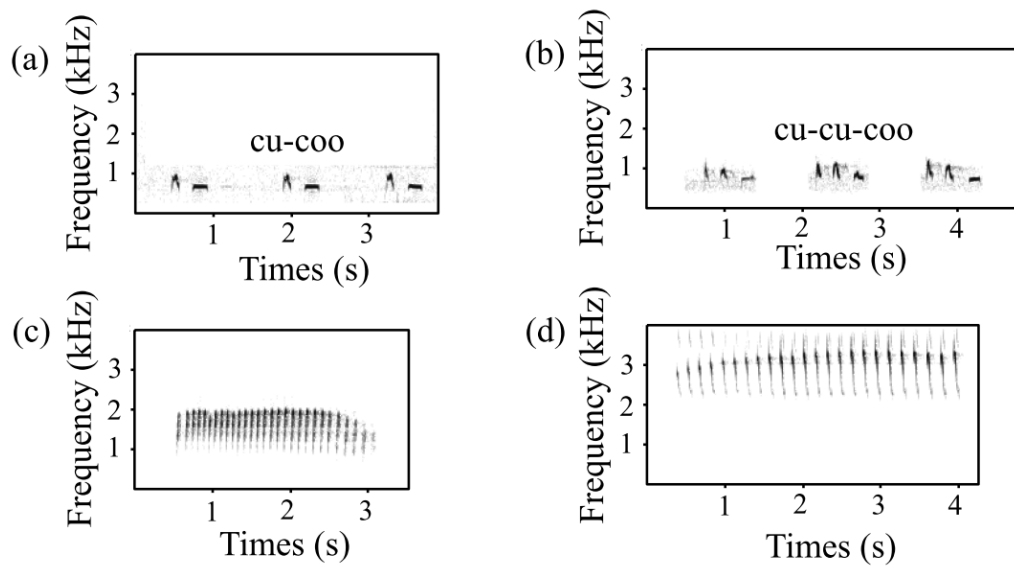 (a)
Frequency (kHz)
3
2
1
cu-coo
1 2 3
Times (s)
(b)
Frequency (kHz)
3
2
1
cu-cu-coo
1 2 3 4
Times (s)
(c)
Frequency (kHz)
3
2
1
1 2 3
Times (s)
(d)
Frequency (kHz)
3
2
1
1 2 3 4
Times (s)